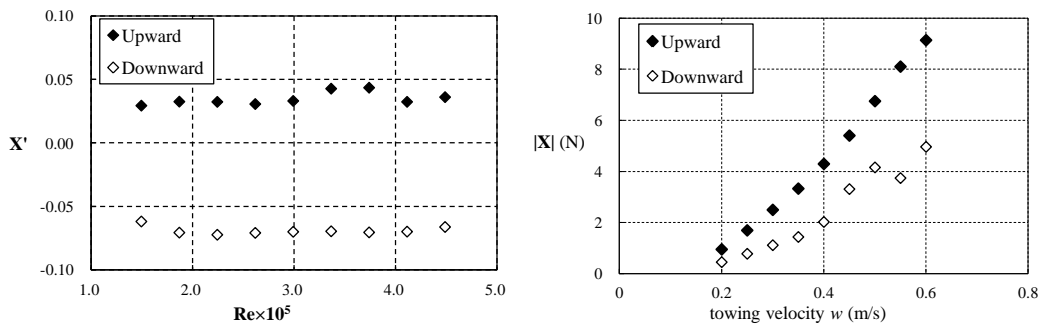 0.10
Upward
Downward
0.05
X'
0.00
-0.05
-0.10
1.0
2.0
3.0
4.0
5.0
Re×10⁵
10
Upward
Downward
8
6
|X| (N)
4
2
0
0
0.2
0.4
0.6
0.8
towing velocity w (m/s)